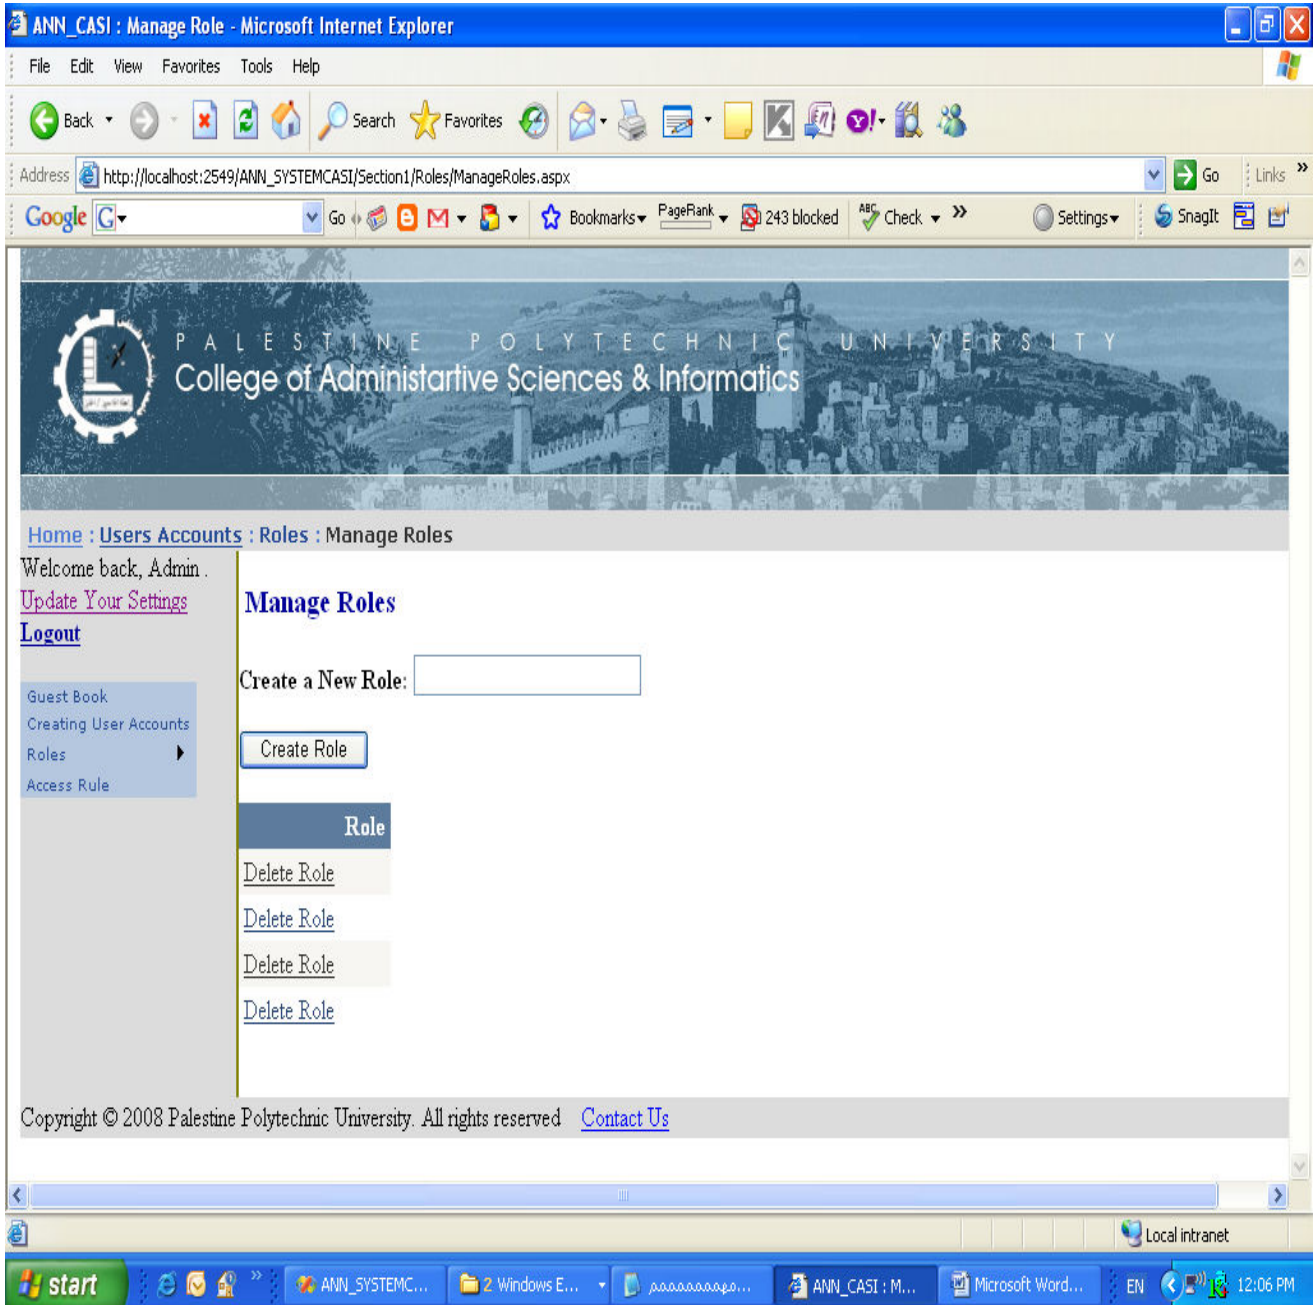 ANN_CASI : Manage Role - Microsoft Internet Explorer
File Edit View Favorites Tools Help
Back Search Favorites
Address http://localhost:2549/ANN_SYSTEMCASI/Section1/Roles/ManageRoles.aspx Go Links »
Google G Go Bookmarks PageRank 243 blocked ABC Check » Settings SnagIt
PALESTINE POLYTECHNIC UNIVERSITY
College of Administartive Sciences & Informatics
Home : Users Accounts : Roles : Manage Roles
Welcome back, Admin .
Update Your Settings
Logout
Guest Book
Creating User Accounts
Roles
Access Rule
Manage Roles
Create a New Role:
Create Role
Role
Delete Role
Delete Role
Delete Role
Delete Role
Copyright © 2008 Palestine Polytechnic University. All rights reserved Contact Us
Local intranet
start » ANN_SYSTEMC... 2 Windows E... ANN_CASI : M... Microsoft Word... EN 12:06 PM